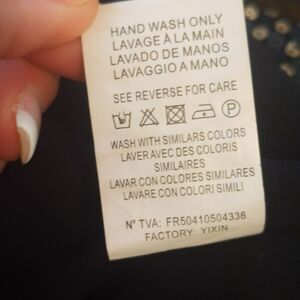 HAND WASH ONLY
LAVAGE À LA MAIN
LAVADO DE MANOS
LAVAGGIO A MANO
SEE REVERSE FOR CARE
P
WASH WITH SIMILARS COLORS
LAVER AVEC DES COLORIS
SIMILAIRES
LAVAR CON COLORES SIMILARES
LAVARE CON COLORI SIMILI
N° TVA: FR50410504336
FACTORY: YIXIN